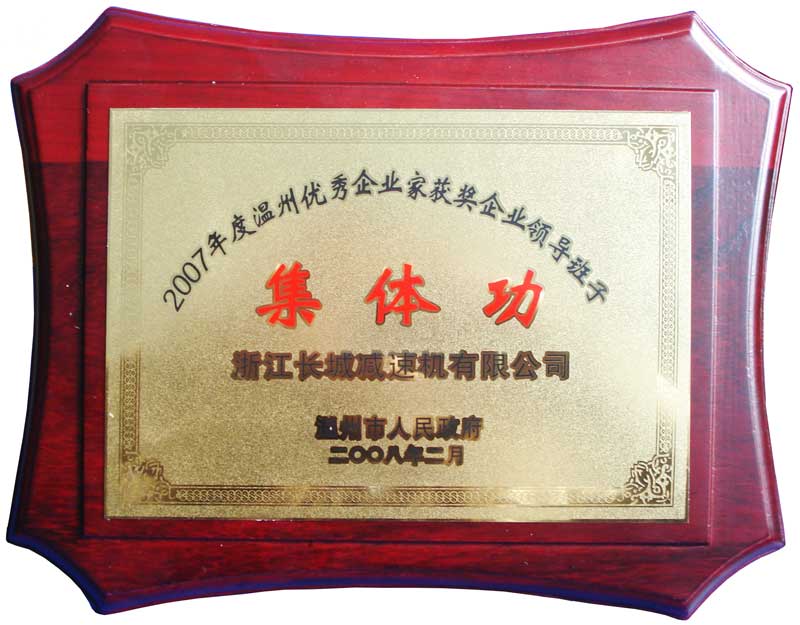 2007年度温州优秀企业家获奖企业领导班子
集体功
浙江长城减速机有限公司
温州市人民政府
二〇〇八年二月